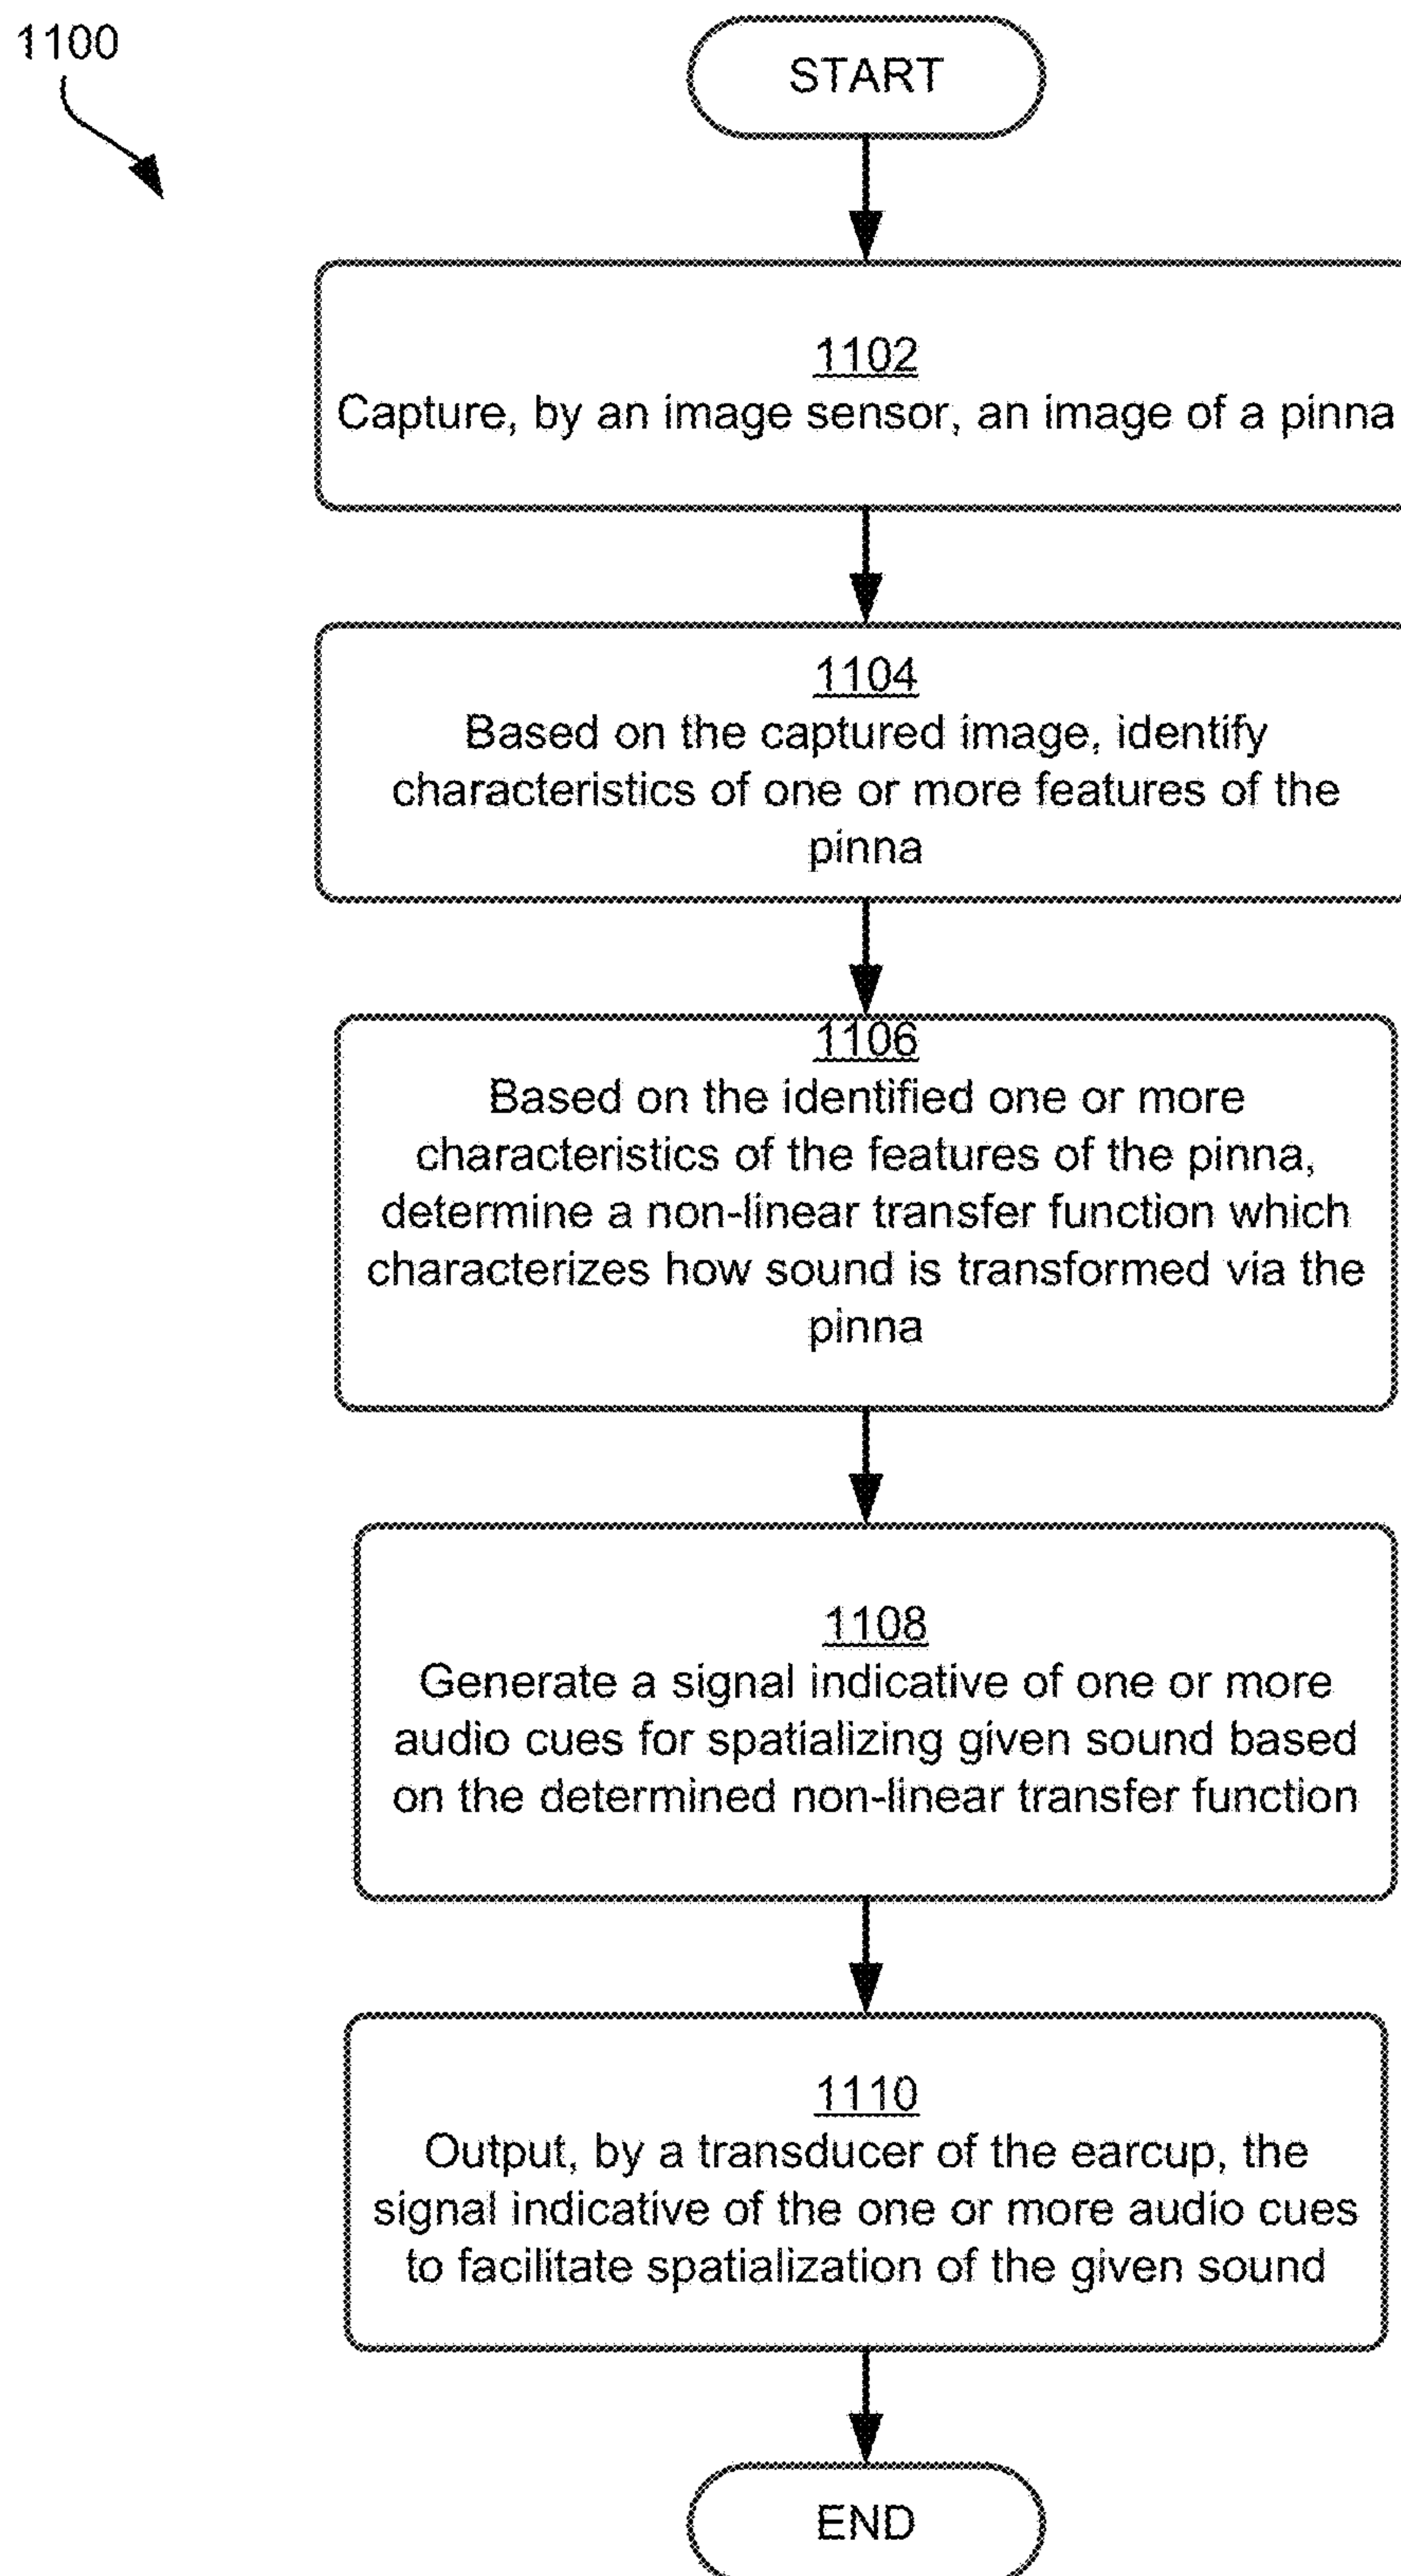 1100
START
1102
Capture, by an image sensor, an image of a pinna
1104
Based on the captured image, identify
characteristics of one or more features of the
pinna
1106
Based on the identified one or more
characteristics of the features of the pinna,
determine a non-linear transfer function which
characterizes how sound is transformed via the
pinna
1108
Generate a signal indicative of one or more
audio cues for spatializing given sound based
on the determined non-linear transfer function
1110
Output, by a transducer of the earcup, the
signal indicative of the one or more audio cues
to facilitate spatialization of the given sound
END